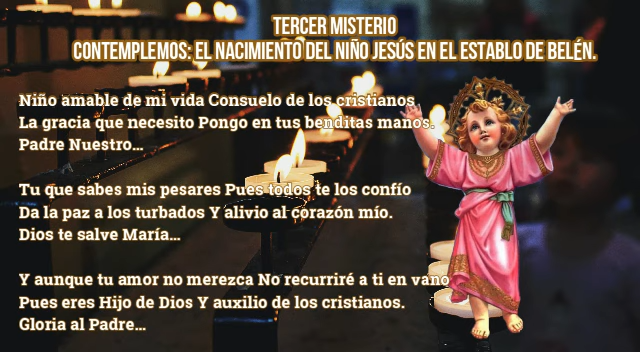 TERCER MISTERIO
CONTEMPLEMOS: EL NACIMIENTO DEL NIÑO JESÚS EN EL ESTABLO DE BELÉN.
Niño amable de mi vida Consuelo de los cristianos
La gracia que necesito Pongo en tus benditas manos.
Padre Nuestro...
Tu que sabes mis pesares Pues todos te los confío
Da la paz a los turbados Y alivio al corazón mío.
Dios te salve María...
Y aunque tu amor no merezca No recurriré a ti en vano
Pues eres Hijo de Dios Y auxilio de los cristianos.
Gloria al Padre...